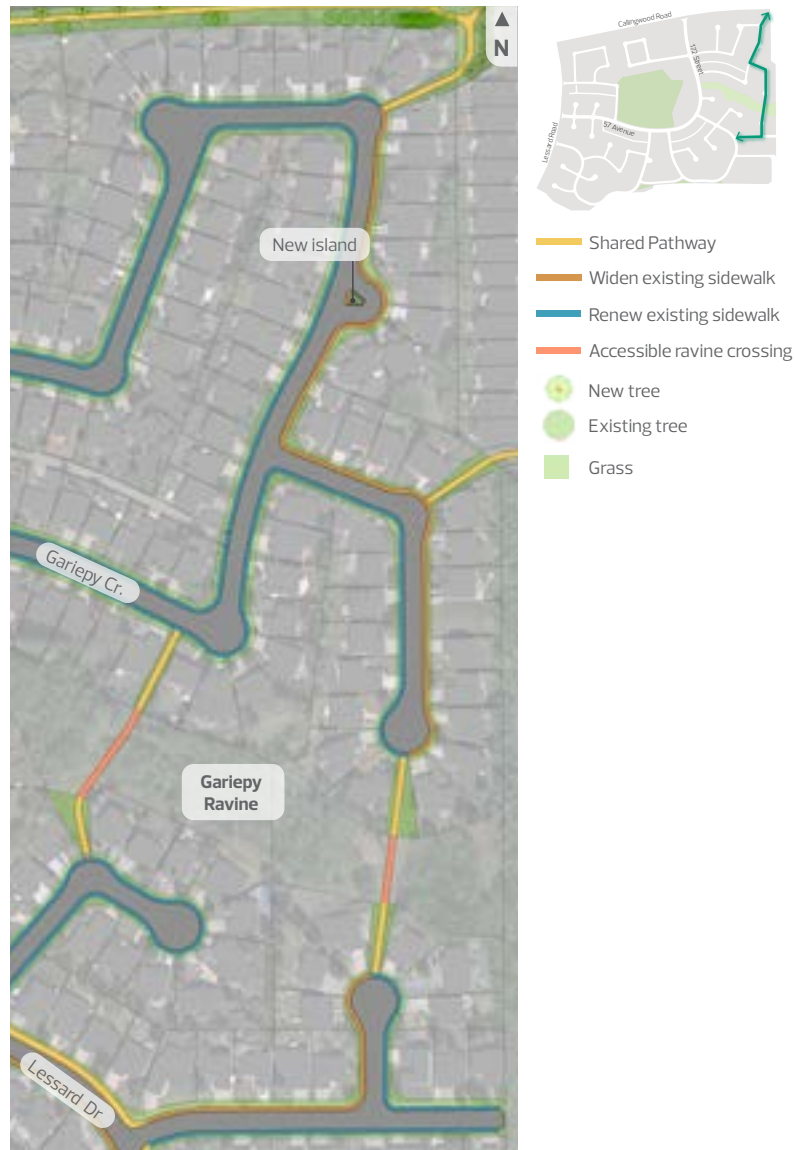 N
New island
Gariepy Cr.
Gariepy
Ravine
Lessard Dr
Callingwood Road
172 Street
57 Avenue
Lessard Road
Shared Pathway
Widen existing sidewalk
Renew existing sidewalk
Accessible ravine crossing
New tree
Existing tree
Grass